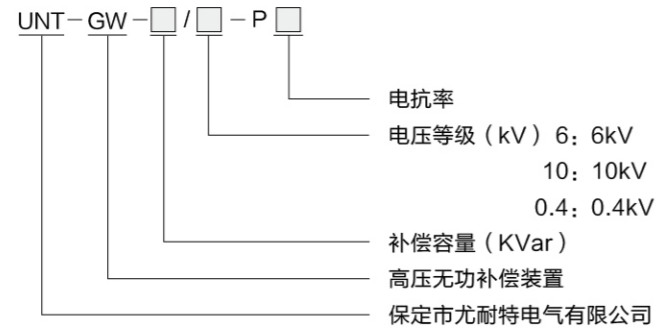 UNT-GW-□/□-P□
电抗率
电压等级（kV）6：6kV
10：10kV
0.4：0.4kV
补偿容量（KVar）
高压无功补偿装置
保定市尤耐特电气有限公司